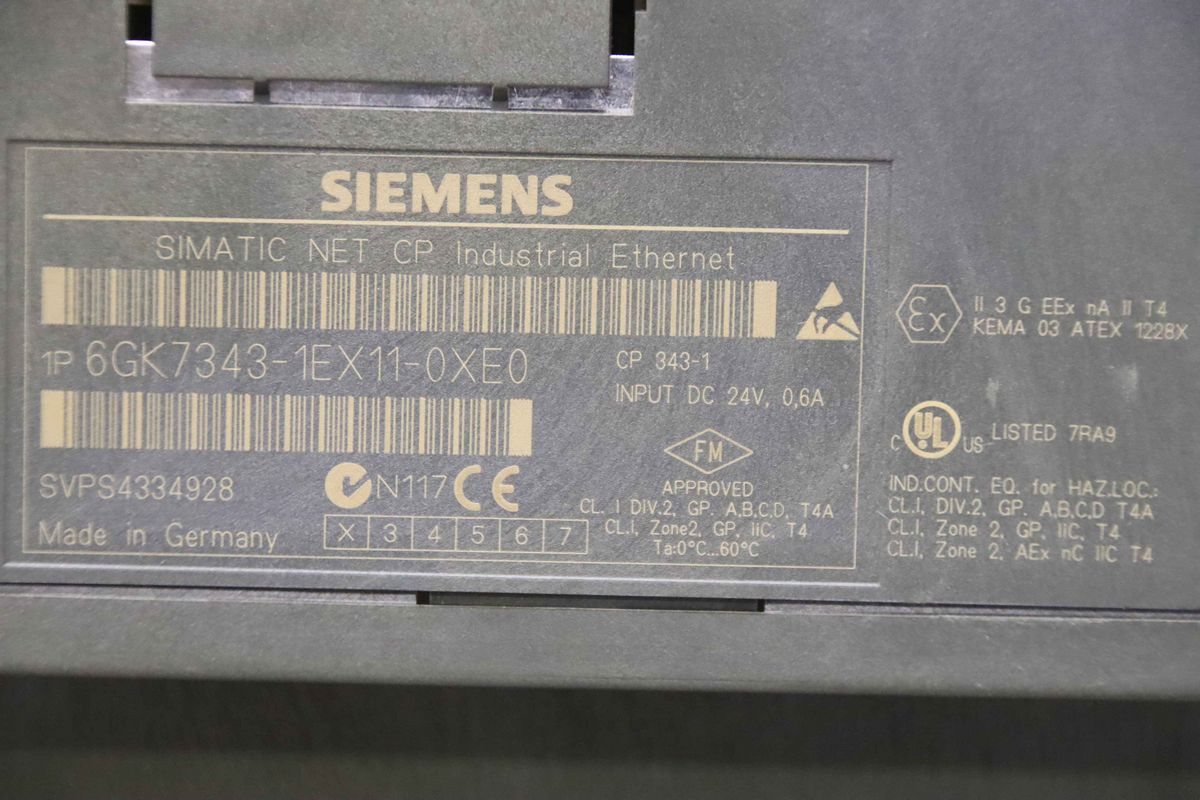 SIEMENS
SIMATIC NET CP Industrial Ethernet
1P 6GK7343-1EX11-0XE0
CP 343-1
INPUT DC 24V, 0,6A
SVPS4334928
N117 CE
FM
APPROVED
CL. I DIV.2, GP. A,B,C,D, T4A
CL.I, Zone2, GP. IIC, T4
Ta:0°C...60°C
Made in Germany
X 3 4 5 6 7
Ex II 3 G EEx nA II T4
KEMA 03 ATEX 1228X
C UL US LISTED 7RA9
IND.CONT. EQ. for HAZ.LOC.:
CL.I, DIV.2, GP. A,B,C,D T4A
CL.I, Zone 2, GP. IIC, T4
CL.I, Zone 2, AEx nC IIC T4